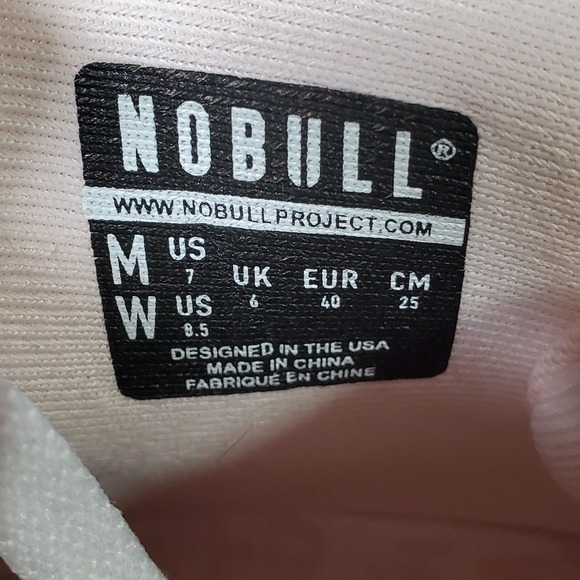 NOBULL®
WWW.NOBULLPROJECT.COM
M US 7 UK 6 EUR 40 CM 25
W US 8.5
DESIGNED IN THE USA
MADE IN CHINA
FABRIQUÉ EN CHINE